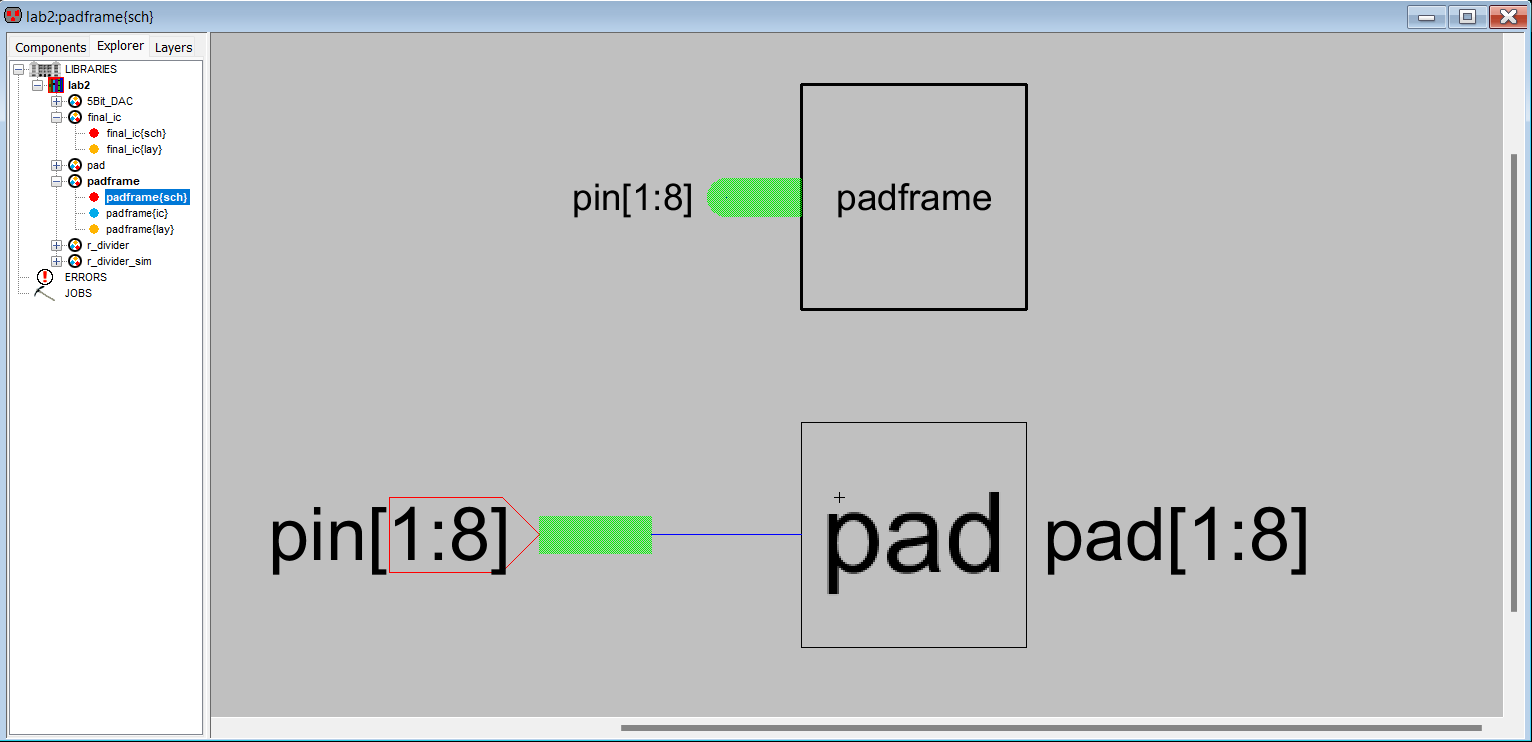 lab2:padframe{sch}
Components Explorer Layers
LIBRARIES
lab2
5Bit_DAC
final_ic
final_ic{sch}
final_ic{lay}
pad
padframe
padframe{sch}
padframe{ic}
padframe{lay}
r_divider
r_divider_sim
ERRORS
JOBS
pin[1:8] padframe
pin[1:8] pad pad[1:8]